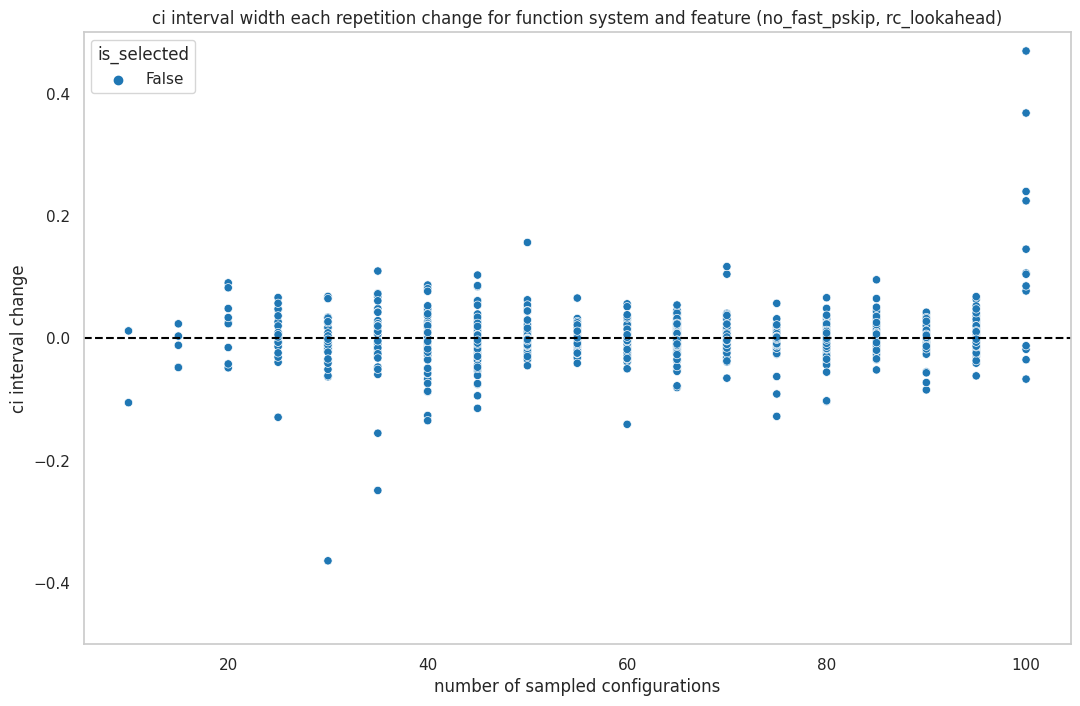 ci interval width each repetition change for function system and feature (no_fast_pskip, rc_lookahead)
is_selected
False
ci interval change
0.4
0.2
0.0
−0.2
−0.4
20
40
60
80
100
number of sampled configurations